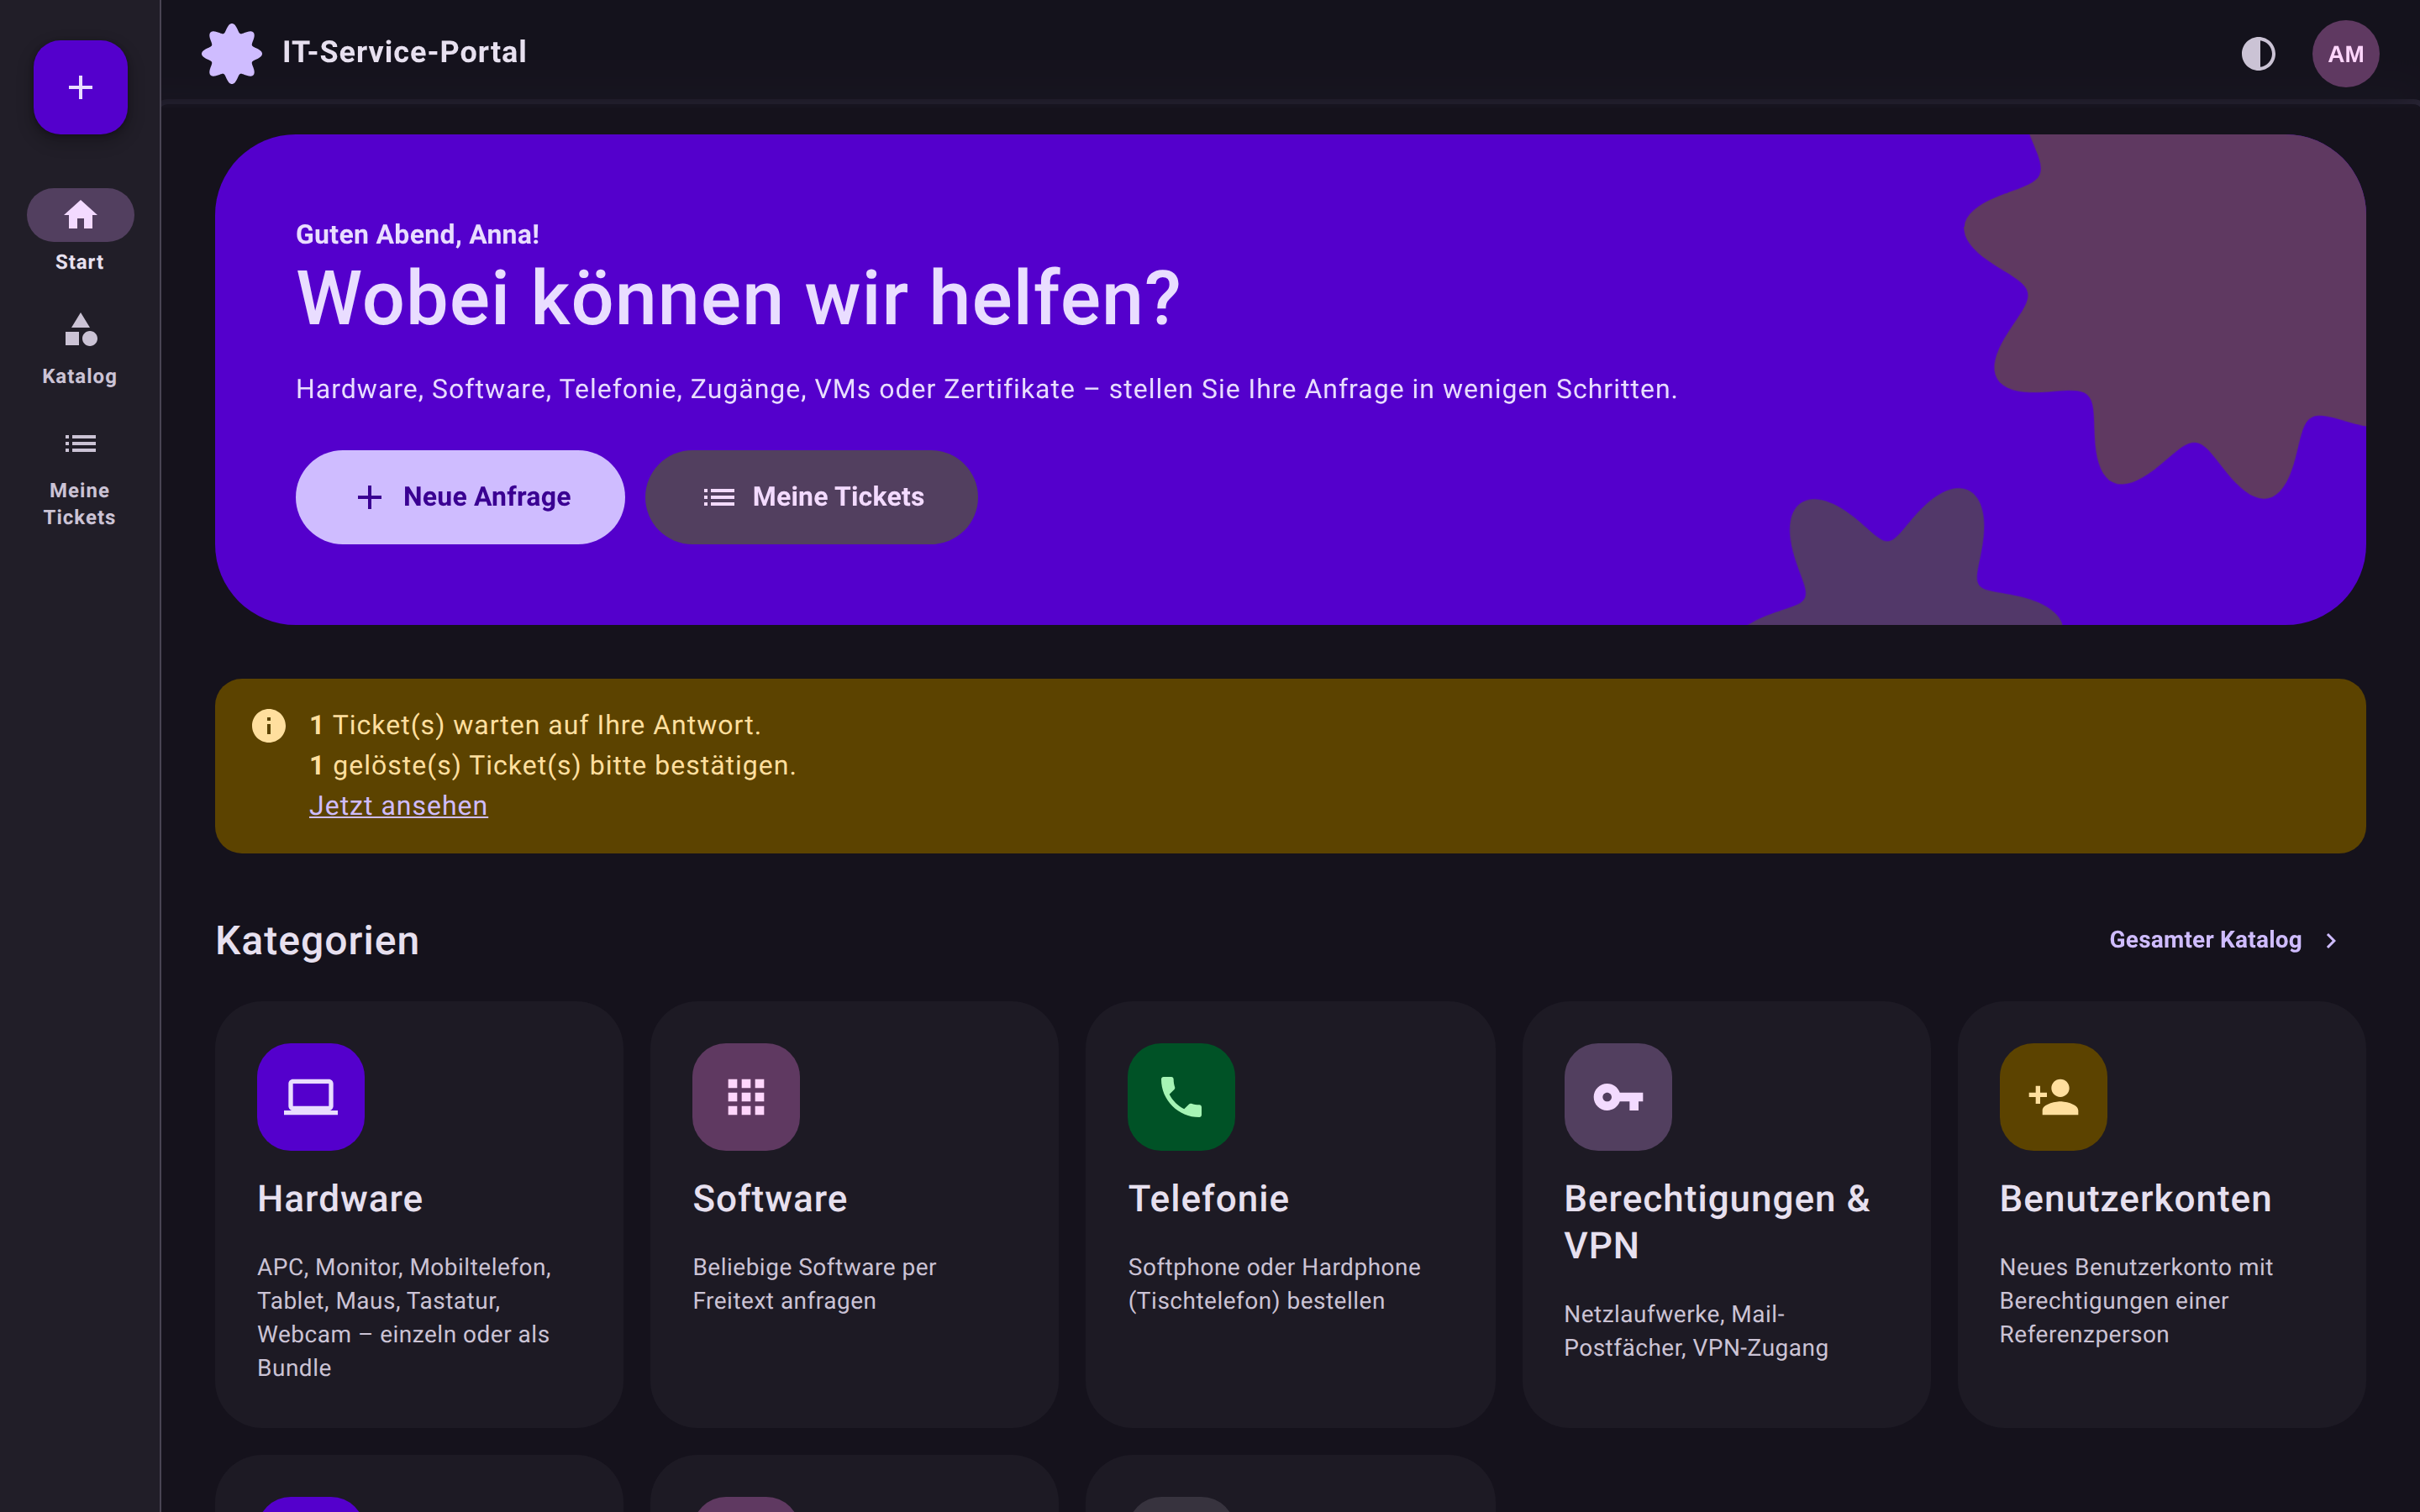 IT-Service-Portal
AM
Start
Katalog
Meine
Tickets
Guten Abend, Anna!
Wobei können wir helfen?
Hardware, Software, Telefonie, Zugänge, VMs oder Zertifikate – stellen Sie Ihre Anfrage in wenigen Schritten.
Neue Anfrage
Meine Tickets
1 Ticket(s) warten auf Ihre Antwort.
1 gelöste(s) Ticket(s) bitte bestätigen.
Jetzt ansehen
Kategorien
Gesamter Katalog
Hardware
APC, Monitor, Mobiltelefon,
Tablet, Maus, Tastatur,
Webcam – einzeln oder als
Bundle
Software
Beliebige Software per
Freitext anfragen
Telefonie
Softphone oder Hardphone
(Tischtelefon) bestellen
Berechtigungen &
VPN
Netzlaufwerke, Mail-
Postfächer, VPN-Zugang
Benutzerkonten
Neues Benutzerkonto mit
Berechtigungen einer
Referenzperson